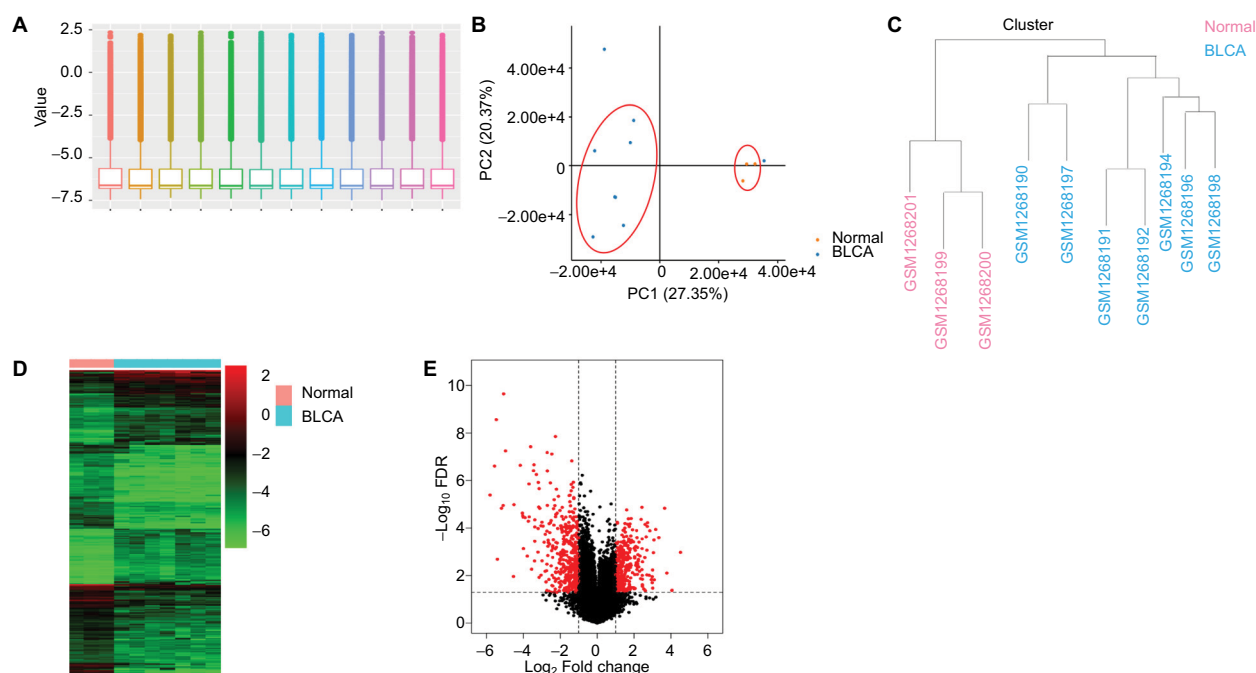 A
2.5
0.0
−2.5
−5.0
−7.5
Value
B
4.00e+4
2.00e+4
0
−2.00e+4
PC2 (20.37%)
−2.00e+4
0
2.00e+4
4.00e+4
PC1 (27.35%)
Normal
BLCA
C
Cluster
Normal
BLCA
GSM1268201
GSM1268199
GSM1268200
GSM1268190
GSM1268197
GSM1268191
GSM1268192
GSM1268194
GSM1268196
GSM1268198
D
2
0
−2
−4
−6
Normal
BLCA
E
10
8
6
4
2
0
−Log10 FDR
−6
−4
−2
0
2
4
6
Log2 Fold change